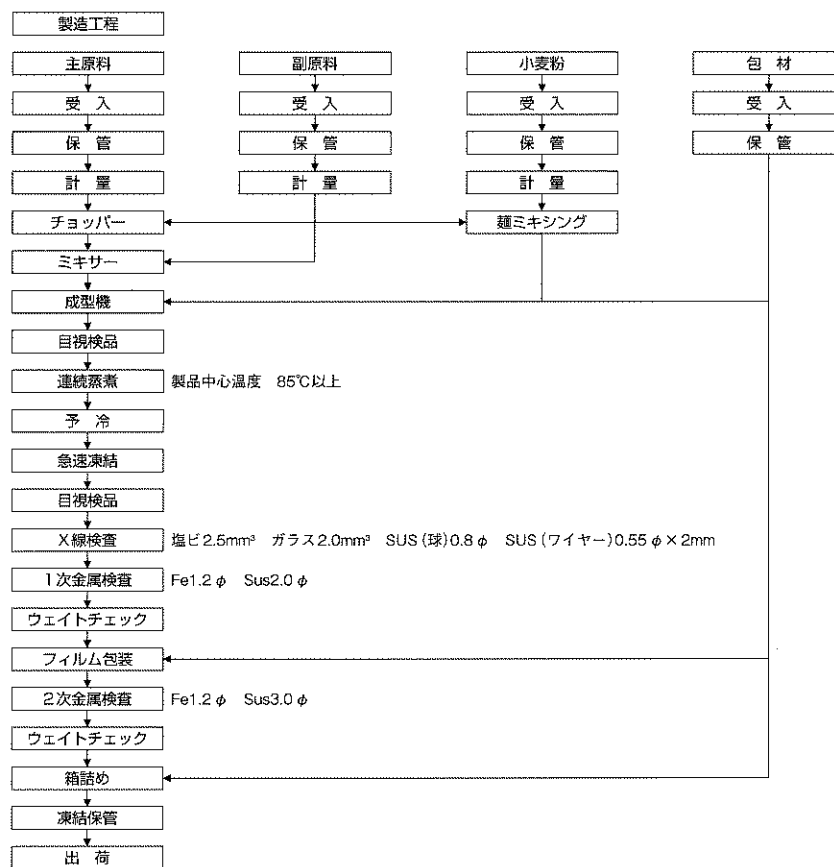 製造工程
主原料 副原料 小麦粉 包 材
受 入 受 入 受 入 受 入
保 管 保 管 保 管 保 管
計 量 計 量 計 量
チョッパー 麺ミキシング
ミキサー
成型機
目視検品
連続蒸煮 製品中心温度 85℃以上
予 冷
急速凍結
目視検品
X線検査 塩ビ2.5mm³ ガラス2.0mm³ SUS(球)0.8φ SUS(ワイヤー)0.55φ×2mm
1次金属検査 Fe1.2φ Sus2.0φ
ウェイトチェック
フィルム包装
2次金属検査 Fe1.2φ Sus3.0φ
ウェイトチェック
箱詰め
凍結保管
出 荷